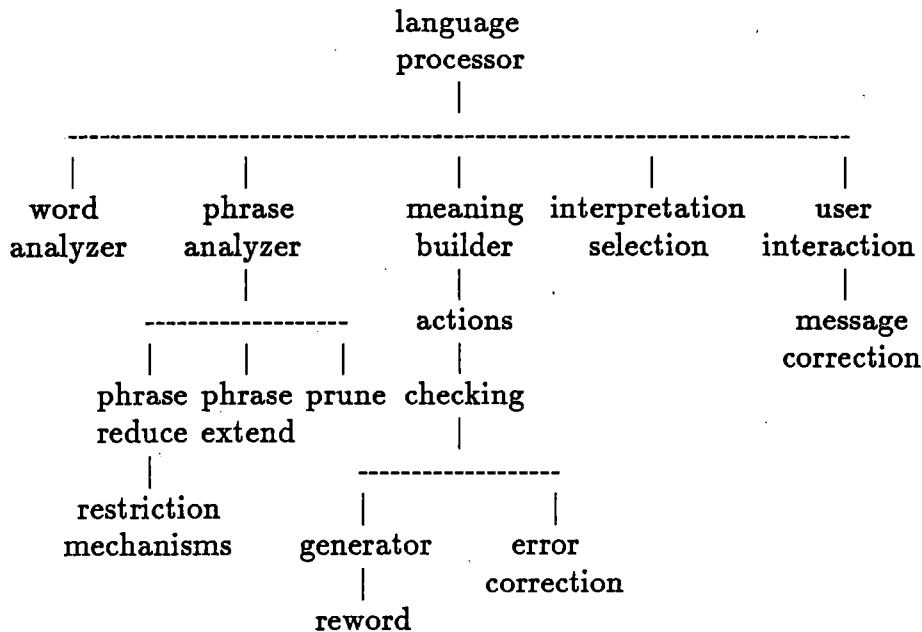 language
processor
word phrase meaning interpretation user
analyzer analyzer builder selection interaction
actions message
correction
phrase phrase prune checking
reduce extend
restriction
mechanisms generator error
correction
reword